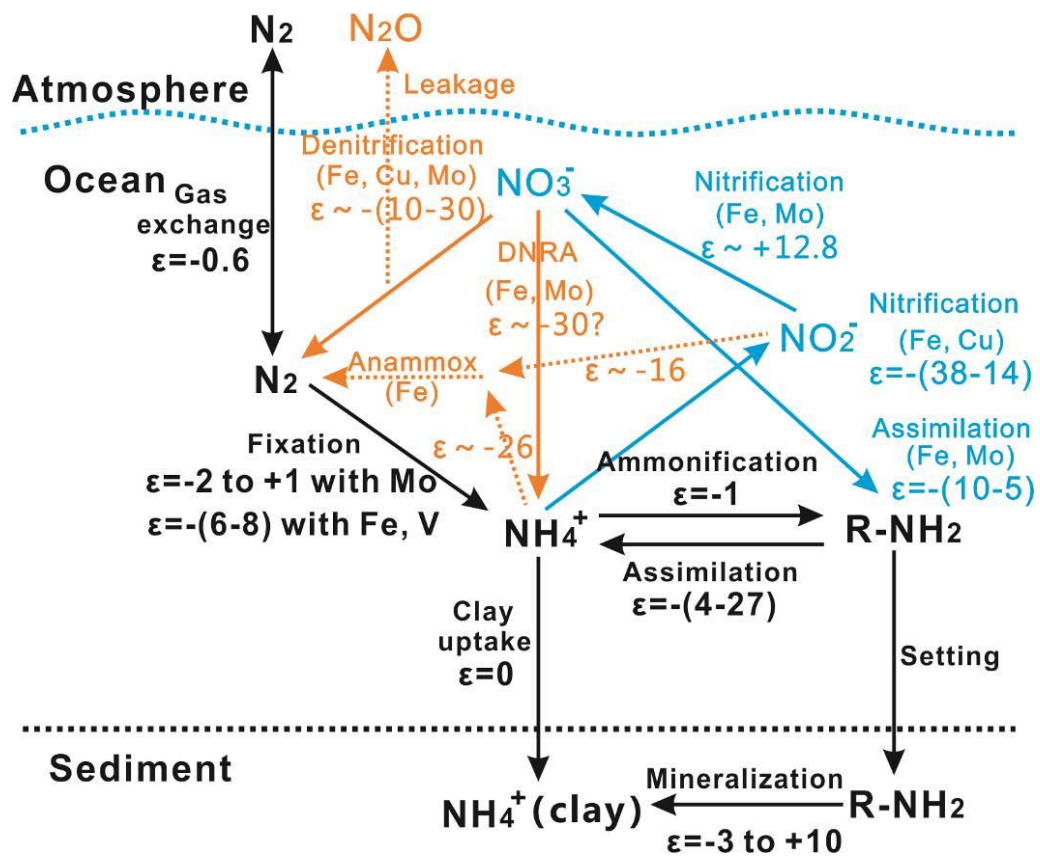 N2
N2O
Leakage
Atmosphere
Denitrification
(Fe, Cu, Mo)
ε ~ -(10-30)
Ocean
Gas
exchange
ε=-0.6
NO3-
Nitrification
(Fe, Mo)
ε ~ +12.8
DNRA
(Fe, Mo)
ε ~ -30?
NO2-
Nitrification
(Fe, Cu)
ε=-(38-14)
N2
Anammox
(Fe)
ε ~ -16
ε ~ -26
Fixation
ε=-2 to +1 with Mo
ε=-(6-8) with Fe, V
Assimilation
(Fe, Mo)
ε=-(10-5)
Ammonification
ε=-1
NH4+
R-NH2
Assimilation
ε=-(4-27)
Clay
uptake
ε=0
Setting
Sediment
Mineralization
NH4+(clay)
R-NH2
ε=-3 to +10